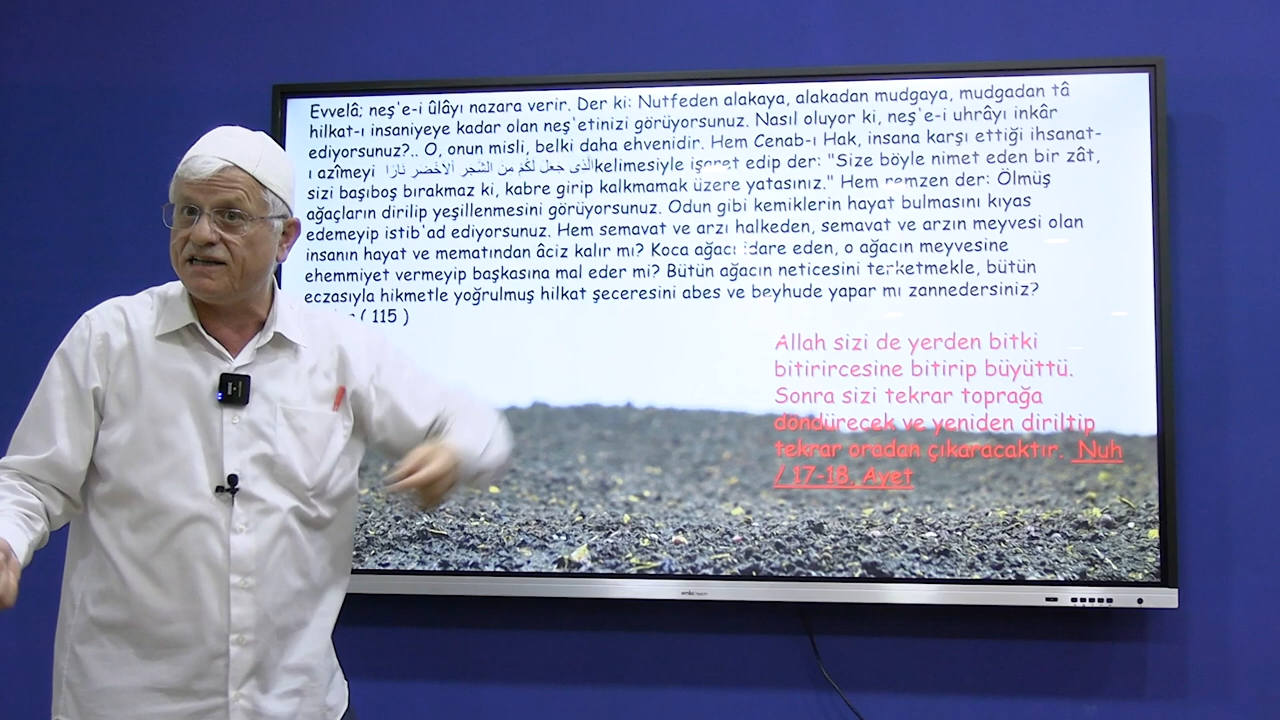 Evvelâ; neş'e-i ûlâyı nazara verir. Der ki: Nutfeden alakaya, alakadan mudgaya, mudgadan tâ
hilkat-ı insaniyeye kadar olan neş'etinizi görüyorsunuz. Nasıl oluyor ki, neş'e-i uhrâyı inkâr
ediyorsunuz?.. O, onun misli, belki daha ehvenidir. Hem Cenab-ı Hak, insana karşı ettiği ihsanat-
ı azîmeyi اَلَّذِى جَعَلَ لَكُمْ مِنَ الشَّجَرِ اْلاَخْضَرِ نَارًا kelimesiyle işaret edip der: "Size böyle nimet eden bir zât,
sizi başıboş bırakmaz ki, kabre girip kalkmamak üzere yatasınız." Hem remzen der: Ölmüş
ağaçların dirilip yeşillenmesini görüyorsunuz. Odun gibi kemiklerin hayat bulmasını kıyas
edemeyip istib'ad ediyorsunuz. Hem semavat ve arzı halkeden, semavat ve arzın meyvesi olan
insanın hayat ve mematından âciz kalır mı? Koca ağacı idare eden, o ağacın meyvesine
ehemmiyet vermeyip başkasına mal eder mi? Bütün ağacın neticesini terketmekle, bütün
eczasıyla hikmetle yoğrulmuş hilkat şeceresini abes ve beyhude yapar mı zannedersiniz?
( 115 )
Allah sizi de yerden bitki
bitirircesine bitirip büyüttü.
Sonra sizi tekrar toprağa
döndürecek ve yeniden diriltip
tekrar oradan çıkaracaktır. Nuh
/ 17-18. Ayet